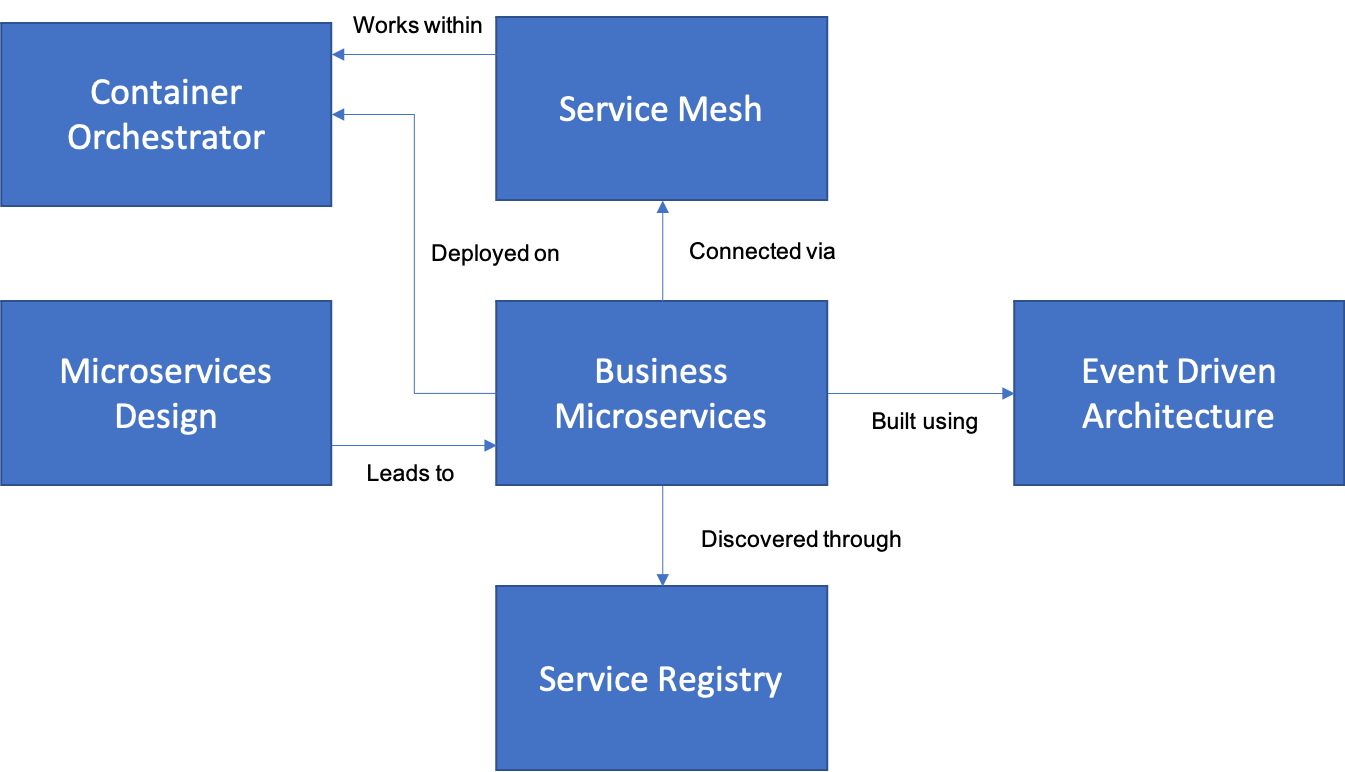 Works within
Container
Orchestrator
Service Mesh
Deployed on
Connected via
Microservices
Design
Business
Microservices
Event Driven
Architecture
Built using
Leads to
Discovered through
Service Registry